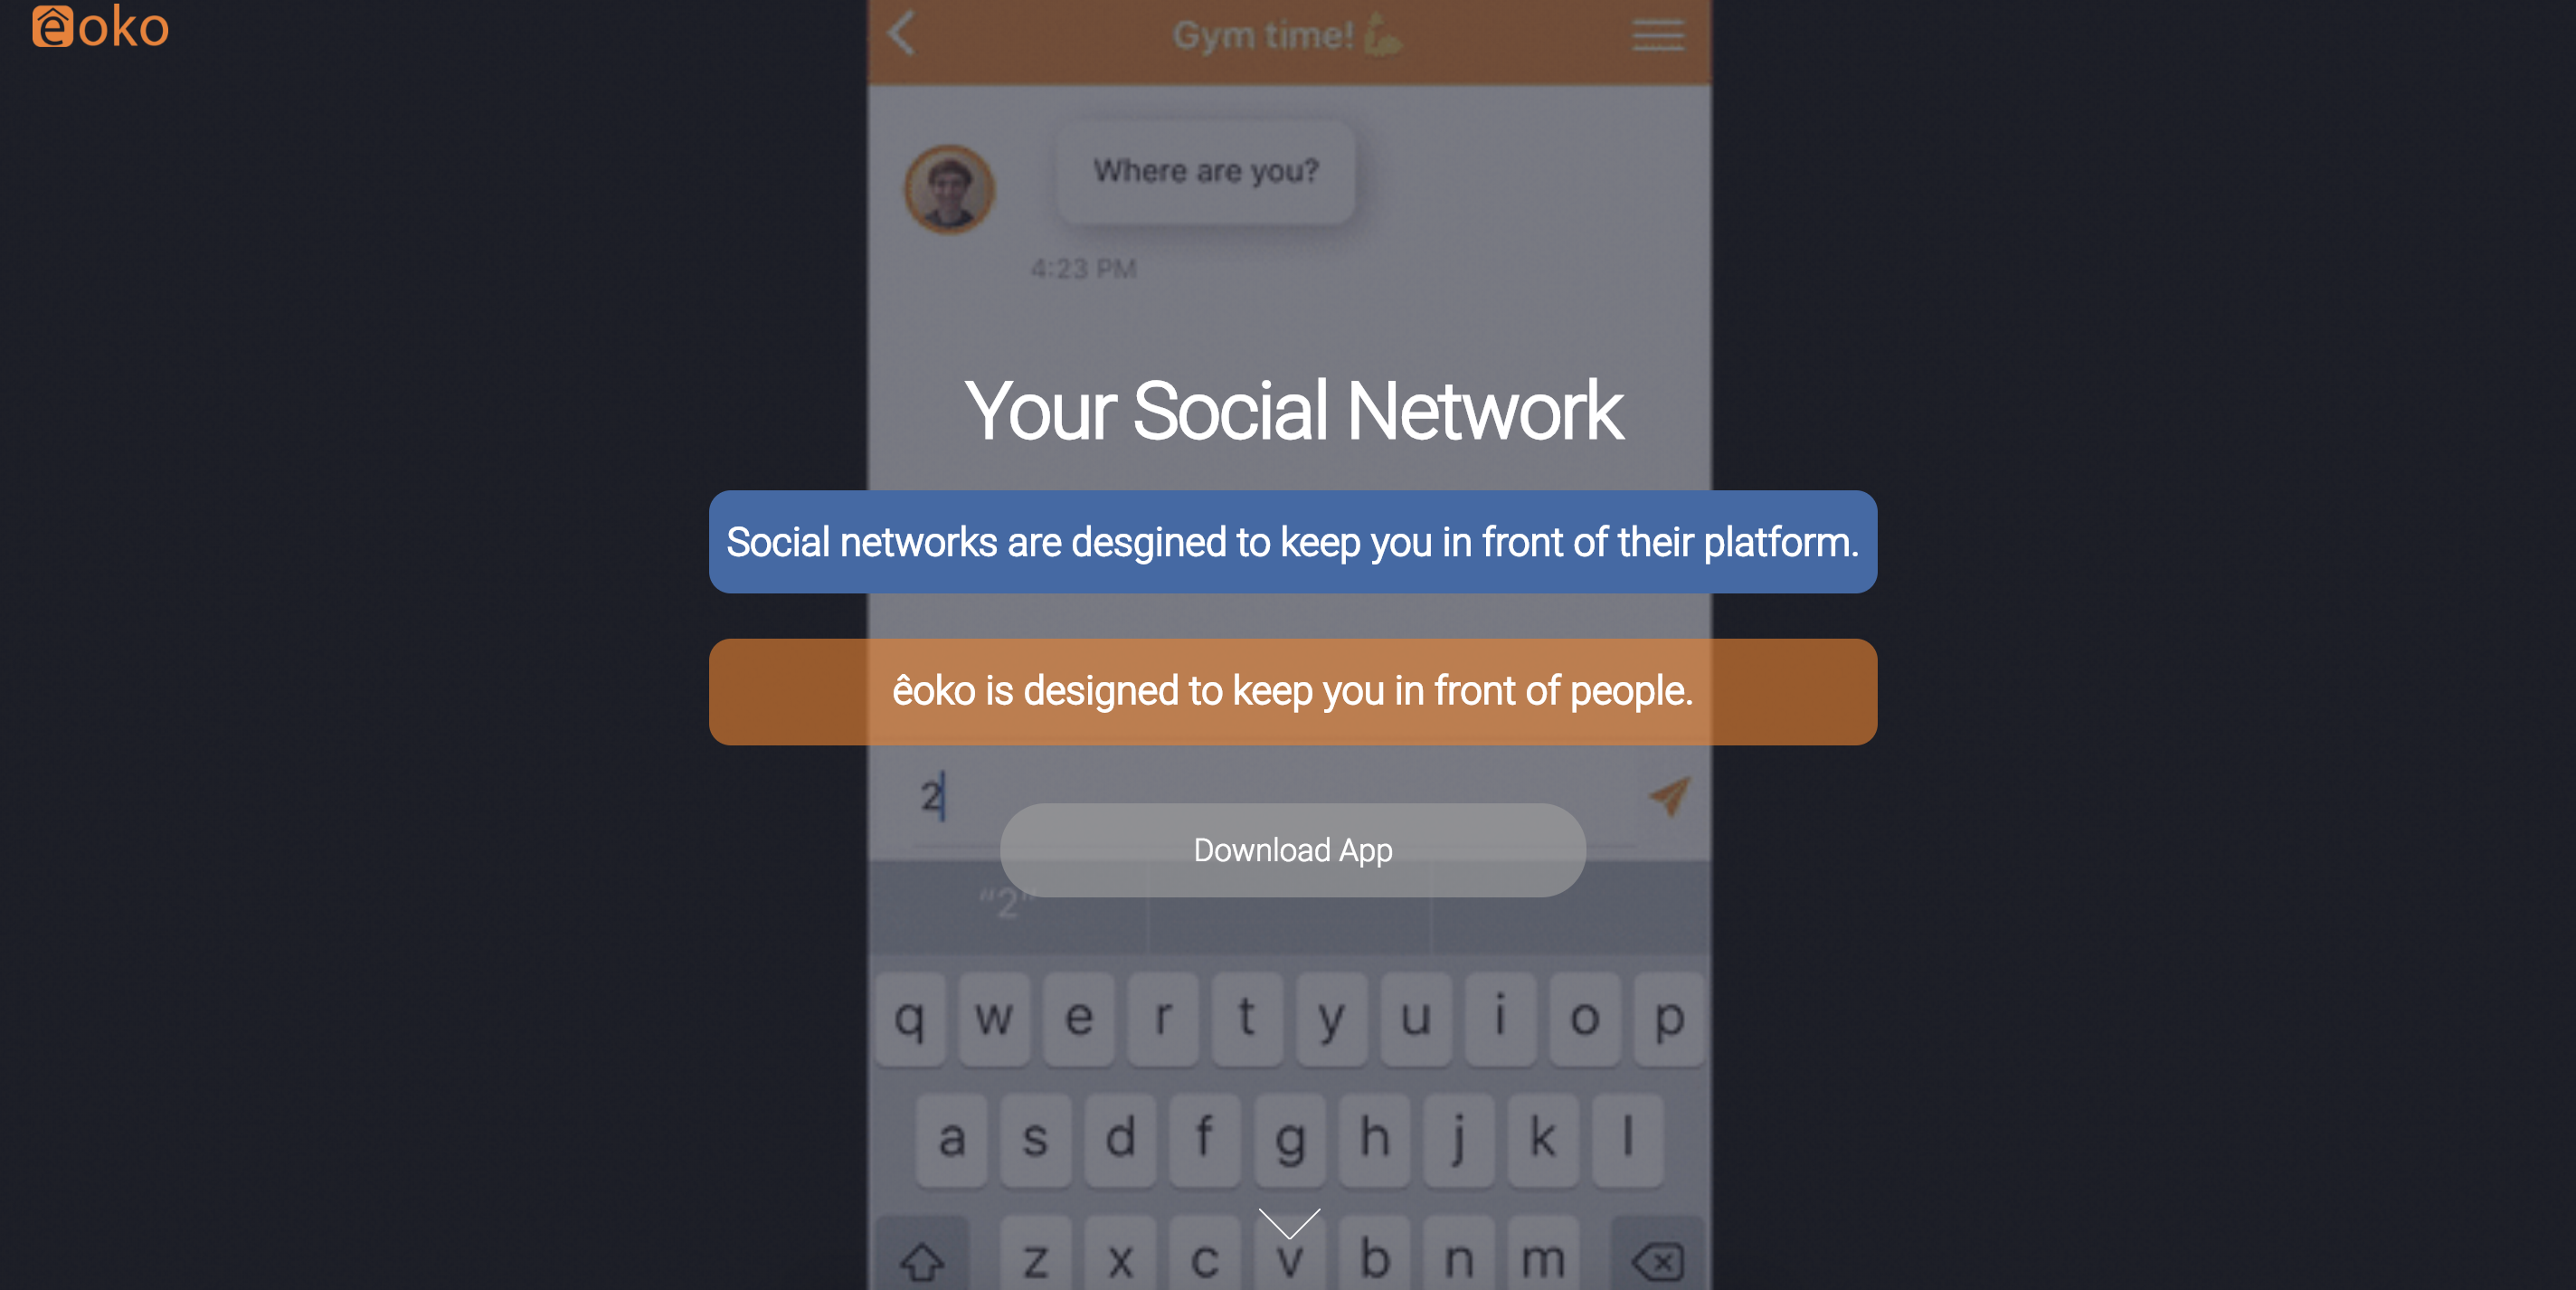 êoko
Gym time!💪
Where are you?
4:23 PM
Your Social Network
Social networks are desgined to keep you in front of their platform.
êoko is designed to keep you in front of people.
2
Download App
“2”
q w e r t y u i o p
a s d f g h j k l
z x c v b n m